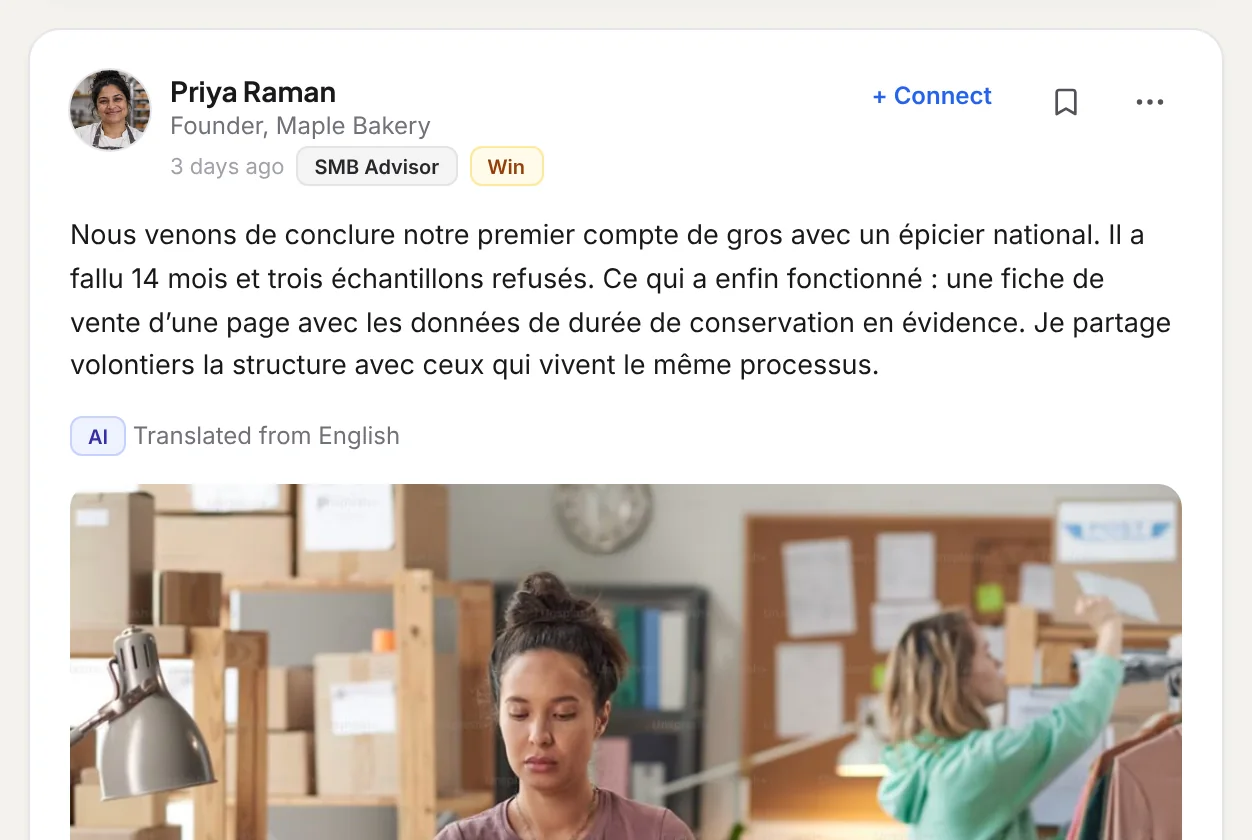 Priya Raman
+ Connect
Founder, Maple Bakery
3 days ago SMB Advisor Win
Nous venons de conclure notre premier compte de gros avec un épicier national. Il a
fallu 14 mois et trois échantillons refusés. Ce qui a enfin fonctionné : une fiche de
vente d’une page avec les données de durée de conservation en évidence. Je partage
volontiers la structure avec ceux qui vivent le même processus.
AI Translated from English
POST